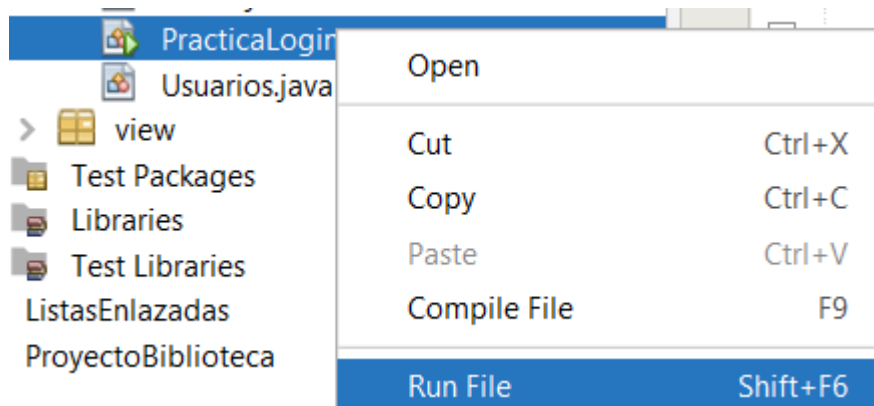 PracticaLogin
Usuarios.java
view
Test Packages
Libraries
Test Libraries
ListasEnlazadas
ProyectoBiblioteca
Open
Cut Ctrl+X
Copy Ctrl+C
Paste Ctrl+V
Compile File F9
Run File Shift+F6